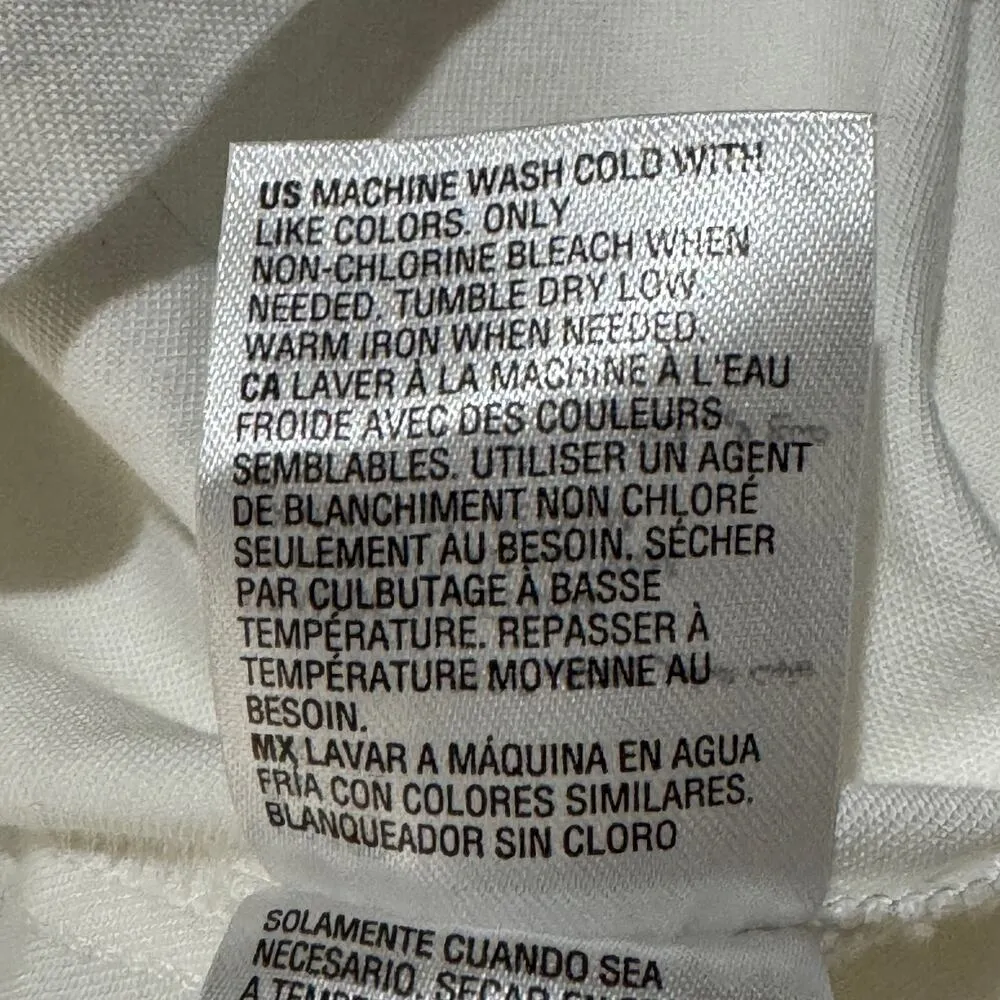 US MACHINE WASH COLD WITH
LIKE COLORS. ONLY
NON-CHLORINE BLEACH WHEN
NEEDED. TUMBLE DRY LOW.
WARM IRON WHEN NEEDED.
CA LAVER À LA MACHINE À L'EAU
FROIDE AVEC DES COULEURS
SEMBLABLES. UTILISER UN AGENT
DE BLANCHIMENT NON CHLORÉ
SEULEMENT AU BESOIN. SÉCHER
PAR CULBUTAGE À BASSE
TEMPÉRATURE. REPASSER À
TEMPÉRATURE MOYENNE AU
BESOIN.
MX LAVAR A MÁQUINA EN AGUA
FRÍA CON COLORES SIMILARES.
BLANQUEADOR SIN CLORO
SOLAMENTE CUANDO SEA
NECESARIO. SECAR
A